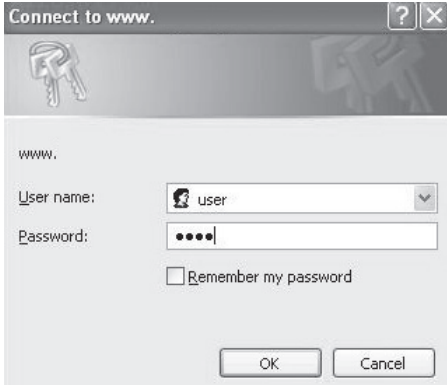 Connect to www.
www.
User name: user
Password: ••••
Remember my password
OK Cancel